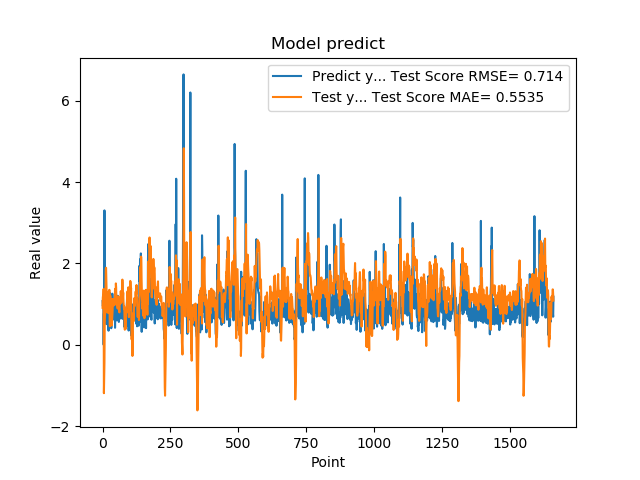 Model predict
Predict y... Test Score RMSE= 0.714
Test y... Test Score MAE= 0.5535
Real value
6
4
2
0
−2
0 250 500 750 1000 1250 1500
Point